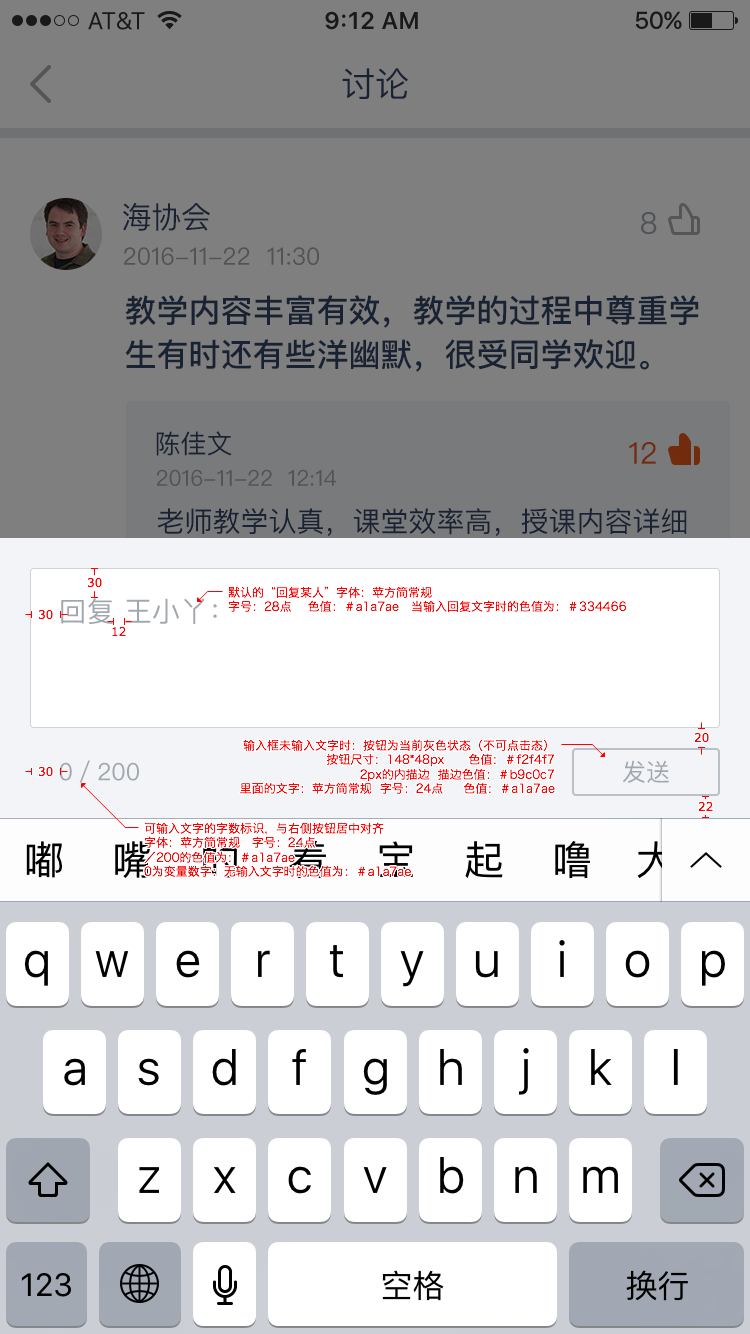 AT&T 9:12 AM 50%
讨论
海协会 8
2016-11-22 11:30
教学内容丰富有效，教学的过程中尊重学
生有时还有些洋幽默，很受同学欢迎。
陈佳文 12
2016-11-22 12:14
老师教学认真，课堂效率高，授课内容详细
30
默认的“回复某人”字体：苹方简常规
30 回复 王小丫：
字号：28点 色值：#a1a7ae 当输入回复文字时的色值为：#334466
12
20
输入框未输入文字时：按钮为当前灰色状态（不可点击态）
按钮尺寸：148*48px 色值：#f2f4f7
30 0 / 200
2px的内描边 描边色值：#b9c0c7
发送
里面的文字：苹方简常规 字号：24点 色值：#a1a7ae
22
可输入文字的字数标识，与右侧按钮居中对齐
字体：苹方简常规 字号：24点
／200的色值为：#a1a7ae
0为变量数字：无输入文字时的色值为：#a1a7ae
嘟 嘴 起 噜 大
q w e r t y u i o p
a s d f g h j k l
z x c v b n m
123 空格 换行